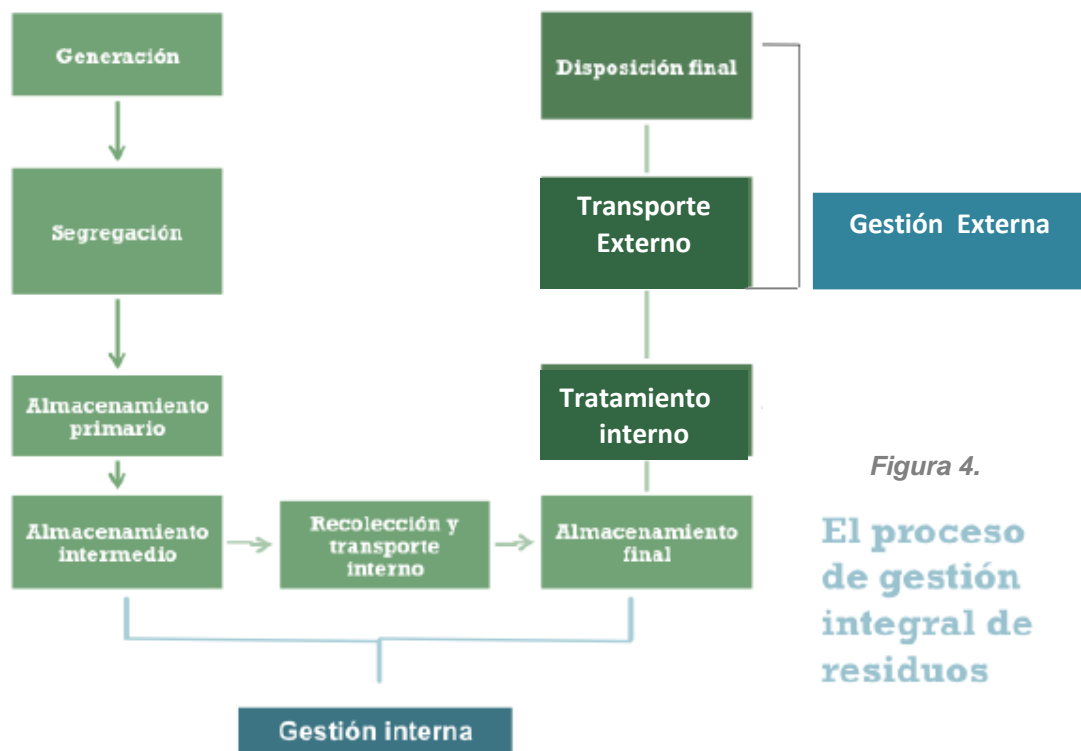 Generación
Segregación
Almacenamiento
primario
Almacenamiento
intermedio
Recolección y
transporte
interno
Almacenamiento
final
Tratamiento
interno
Transporte
Externo
Disposición final
Gestión Externa
Gestión interna
Figura 4.
El proceso
de gestión
integral de
residuos